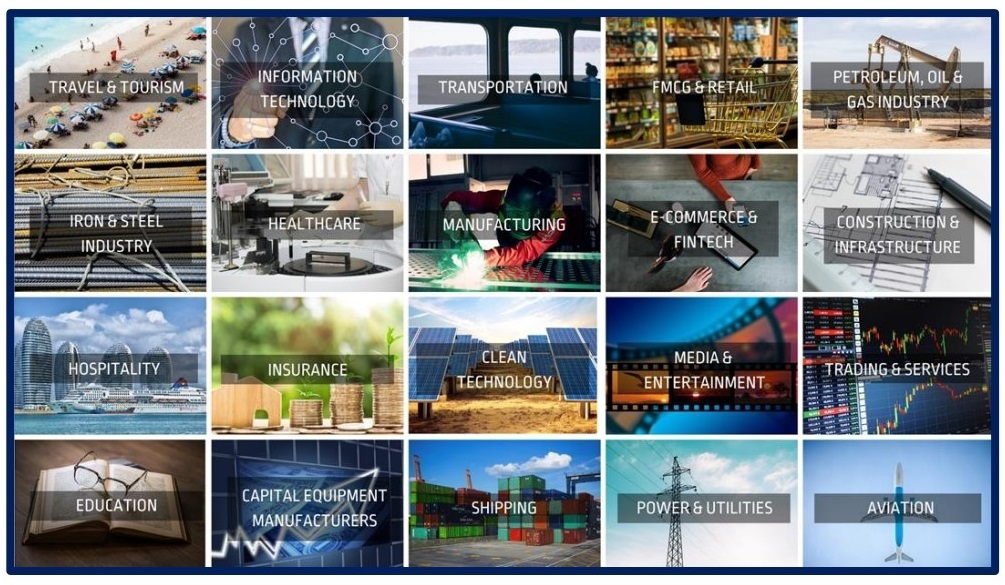 TRAVEL & TOURISM
INFORMATION
TECHNOLOGY
TRANSPORTATION
FMCG & RETAIL
PETROLEUM, OIL &
GAS INDUSTRY
IRON & STEEL
INDUSTRY
HEALTHCARE
MANUFACTURING
E-COMMERCE &
FINTECH
CONSTRUCTION &
INFRASTRUCTURE
HOSPITALITY
INSURANCE
CLEAN
TECHNOLOGY
MEDIA &
ENTERTAINMENT
TRADING & SERVICES
EDUCATION
CAPITAL EQUIPMENT
MANUFACTURERS
SHIPPING
POWER & UTILITIES
AVIATION